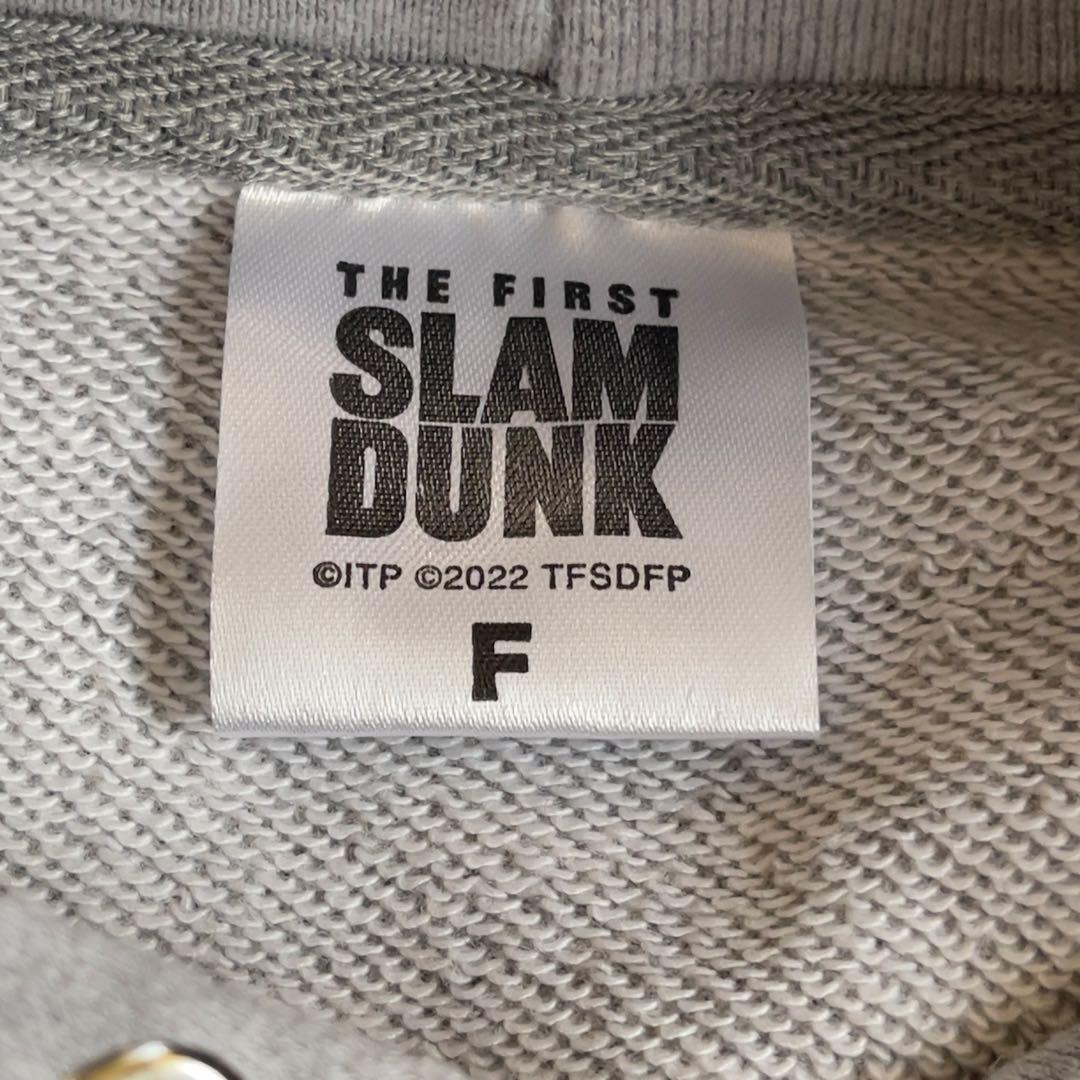 THE FIRST
SLAM
DUNK
©ITP ©2022 TFSDFP
F